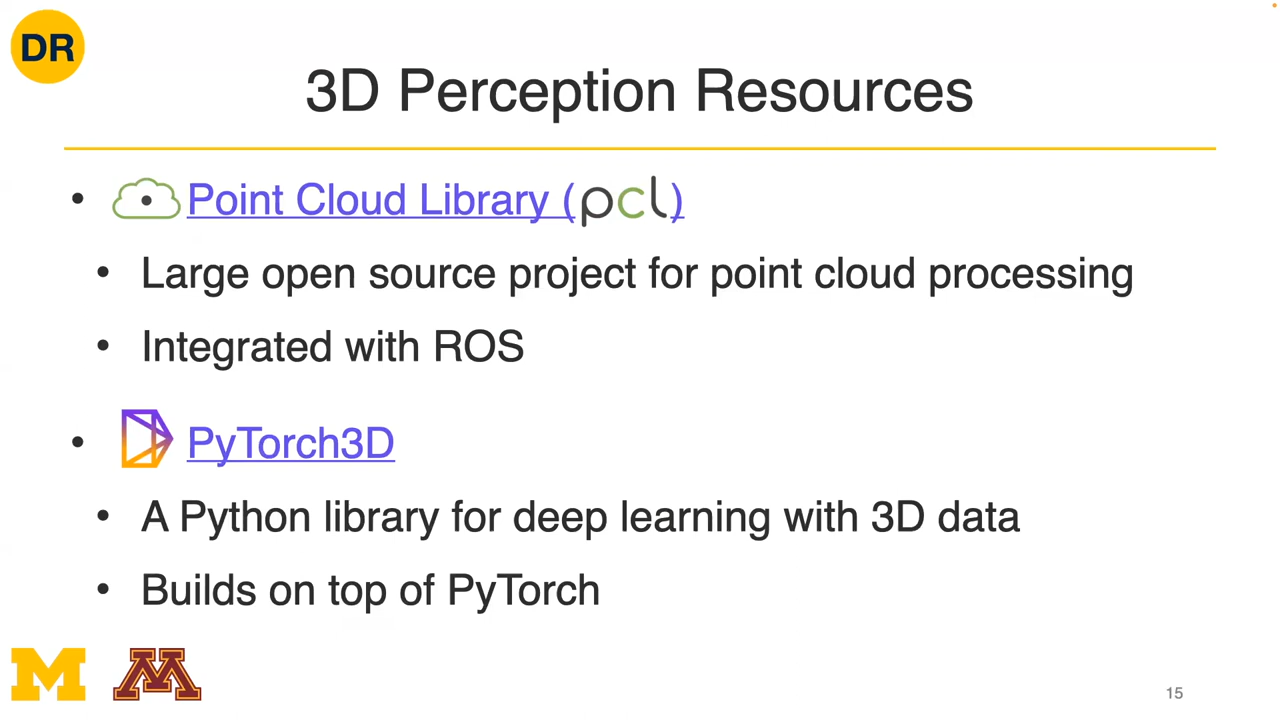 DR
3D Perception Resources
• Point Cloud Library (pcl)
• Large open source project for point cloud processing
• Integrated with ROS
• PyTorch3D
• A Python library for deep learning with 3D data
• Builds on top of PyTorch
M M
15